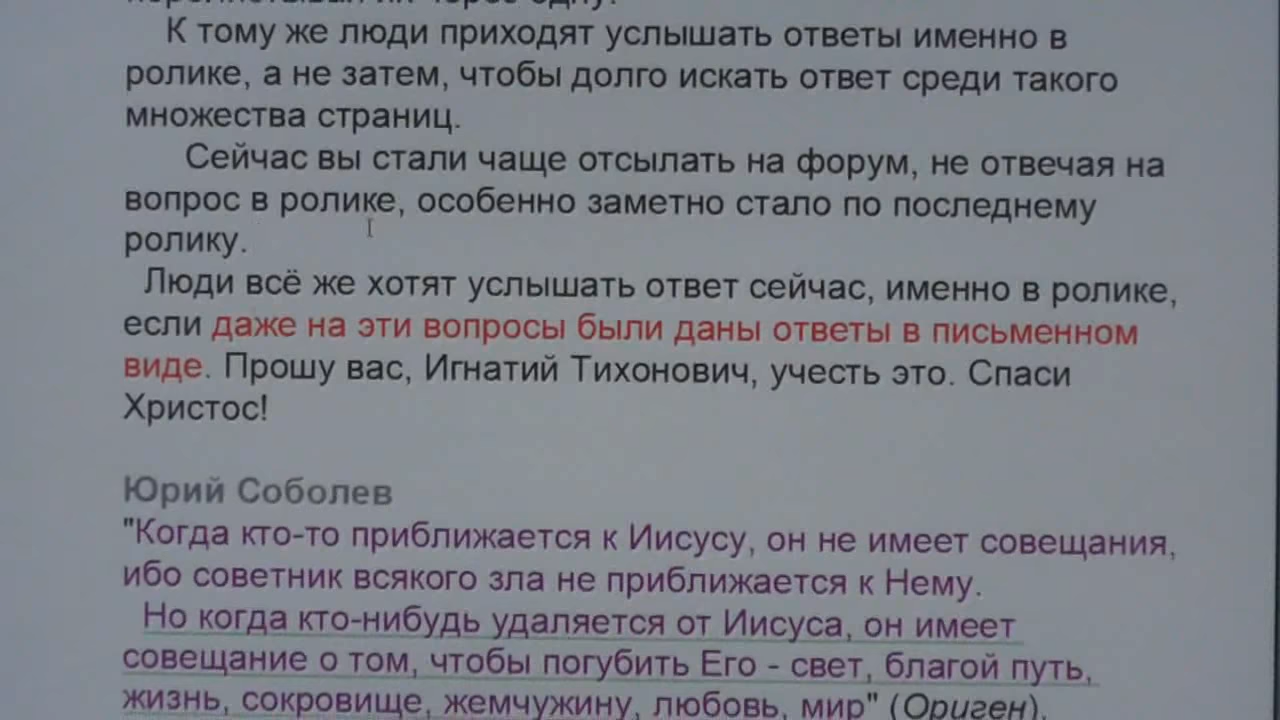 К тому же люди приходят услышать ответы именно в
ролике, а не затем, чтобы долго искать ответ среди такого
множества страниц.
Сейчас вы стали чаще отсылать на форум, не отвечая на
вопрос в ролике, особенно заметно стало по последнему
ролику.
Люди всё же хотят услышать ответ сейчас, именно в ролике,
если даже на эти вопросы были даны ответы в письменном
виде. Прошу вас, Игнатий Тихонович, учесть это. Спаси
Христос!
Юрий Соболев
"Когда кто-то приближается к Иисусу, он не имеет совещания,
ибо советник всякого зла не приближается к Нему.
Но когда кто-нибудь удаляется от Иисуса, он имеет
совещание о том, чтобы погубить Его - свет, благой путь,
жизнь, сокровище, жемчужину, любовь, мир" (Ориген).